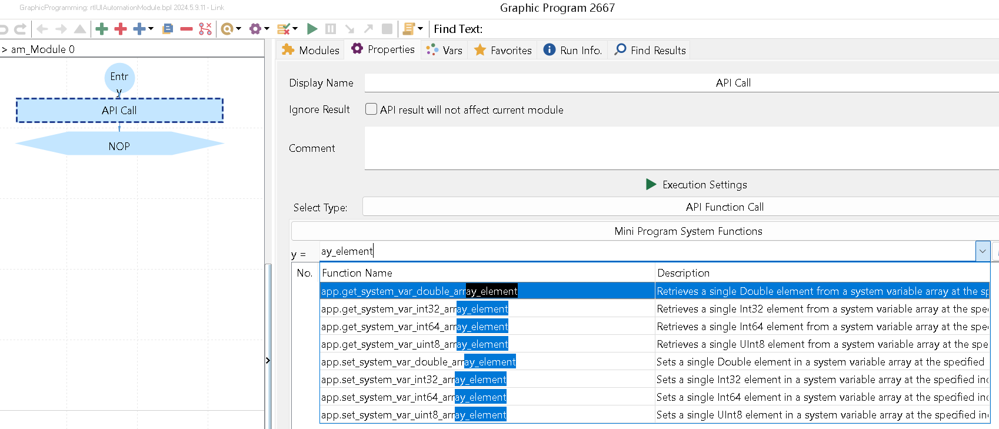 GraphicProgramming: rtlUIAutomationModule.bpl 2024.5.9.11 - Link
Graphic Program 2667
Find Text:
> am_Module 0
Modules Properties Vars Favorites Run Info. Find Results
Entr
y
API Call
NOP
Display Name API Call
Ignore Result API result will not affect current module
Comment
Execution Settings
Select Type: API Function Call
Mini Program System Functions
y = ay_element
No. Function Name Description
app.get_system_var_double_array_element Retrieves a single Double element from a system variable array at the sp
app.get_system_var_int32_array_element Retrieves a single Int32 element from a system variable array at the spe
app.get_system_var_int64_array_element Retrieves a single Int64 element from a system variable array at the spe
app.get_system_var_uint8_array_element Retrieves a single UInt8 element from a system variable array at the spe
app.set_system_var_double_array_element Sets a single Double element in a system variable array at the specified
app.set_system_var_int32_array_element Sets a single Int32 element in a system variable array at the specified in
app.set_system_var_int64_array_element Sets a single Int64 element in a system variable array at the specified in
app.set_system_var_uint8_array_element Sets a single UInt8 element in a system variable array at the specified in